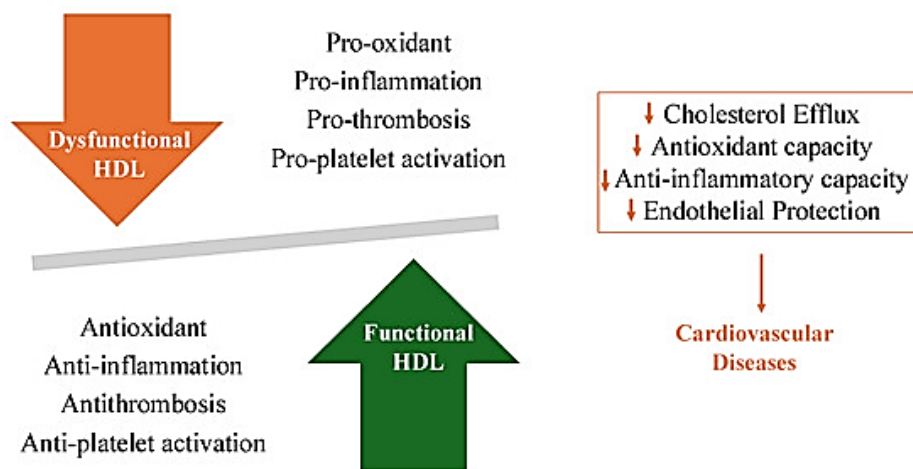 Dysfunctional
HDL
Pro-oxidant
Pro-inflammation
Pro-thrombosis
Pro-platelet activation
Antioxidant
Anti-inflammation
Antithrombosis
Anti-platelet activation
Functional
HDL
↓ Cholesterol Efflux
↓ Antioxidant capacity
↓ Anti-inflammatory capacity
↓ Endothelial Protection
Cardiovascular
Diseases